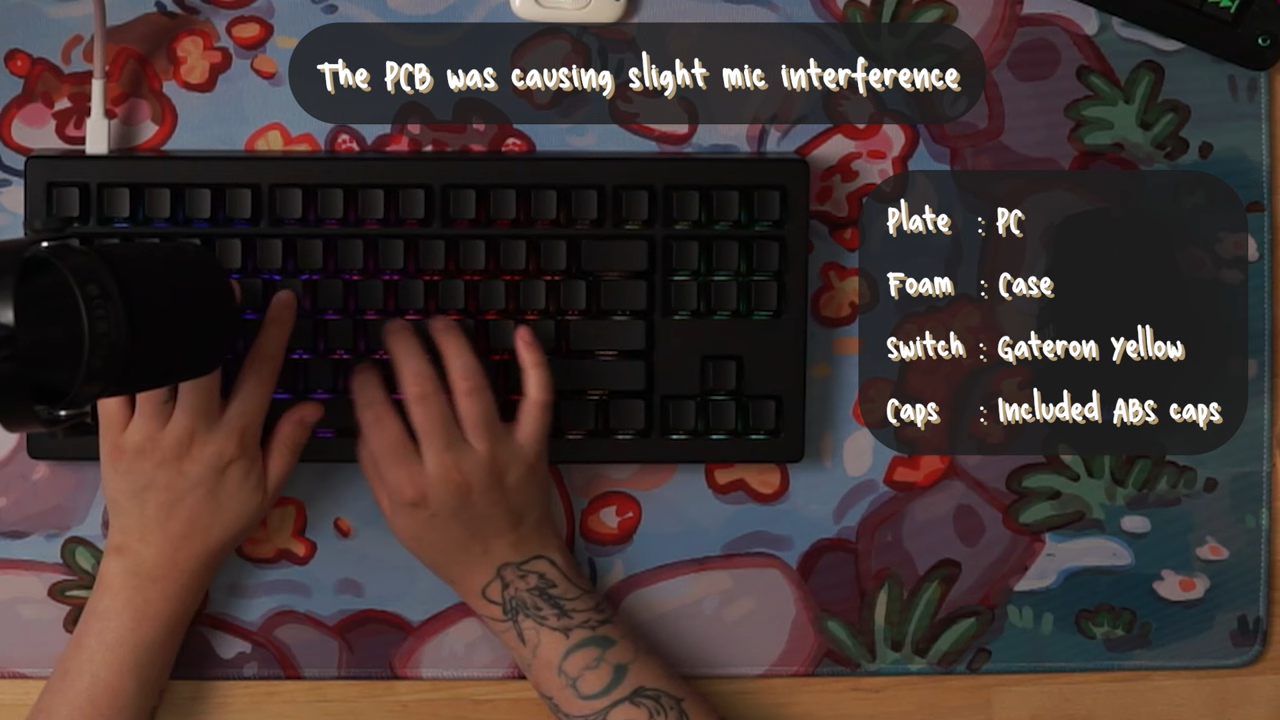 The PCB was causing slight mic interference
Plate : PC
Foam : Case
Switch : Gateron Yellow
Caps : Included ABS caps